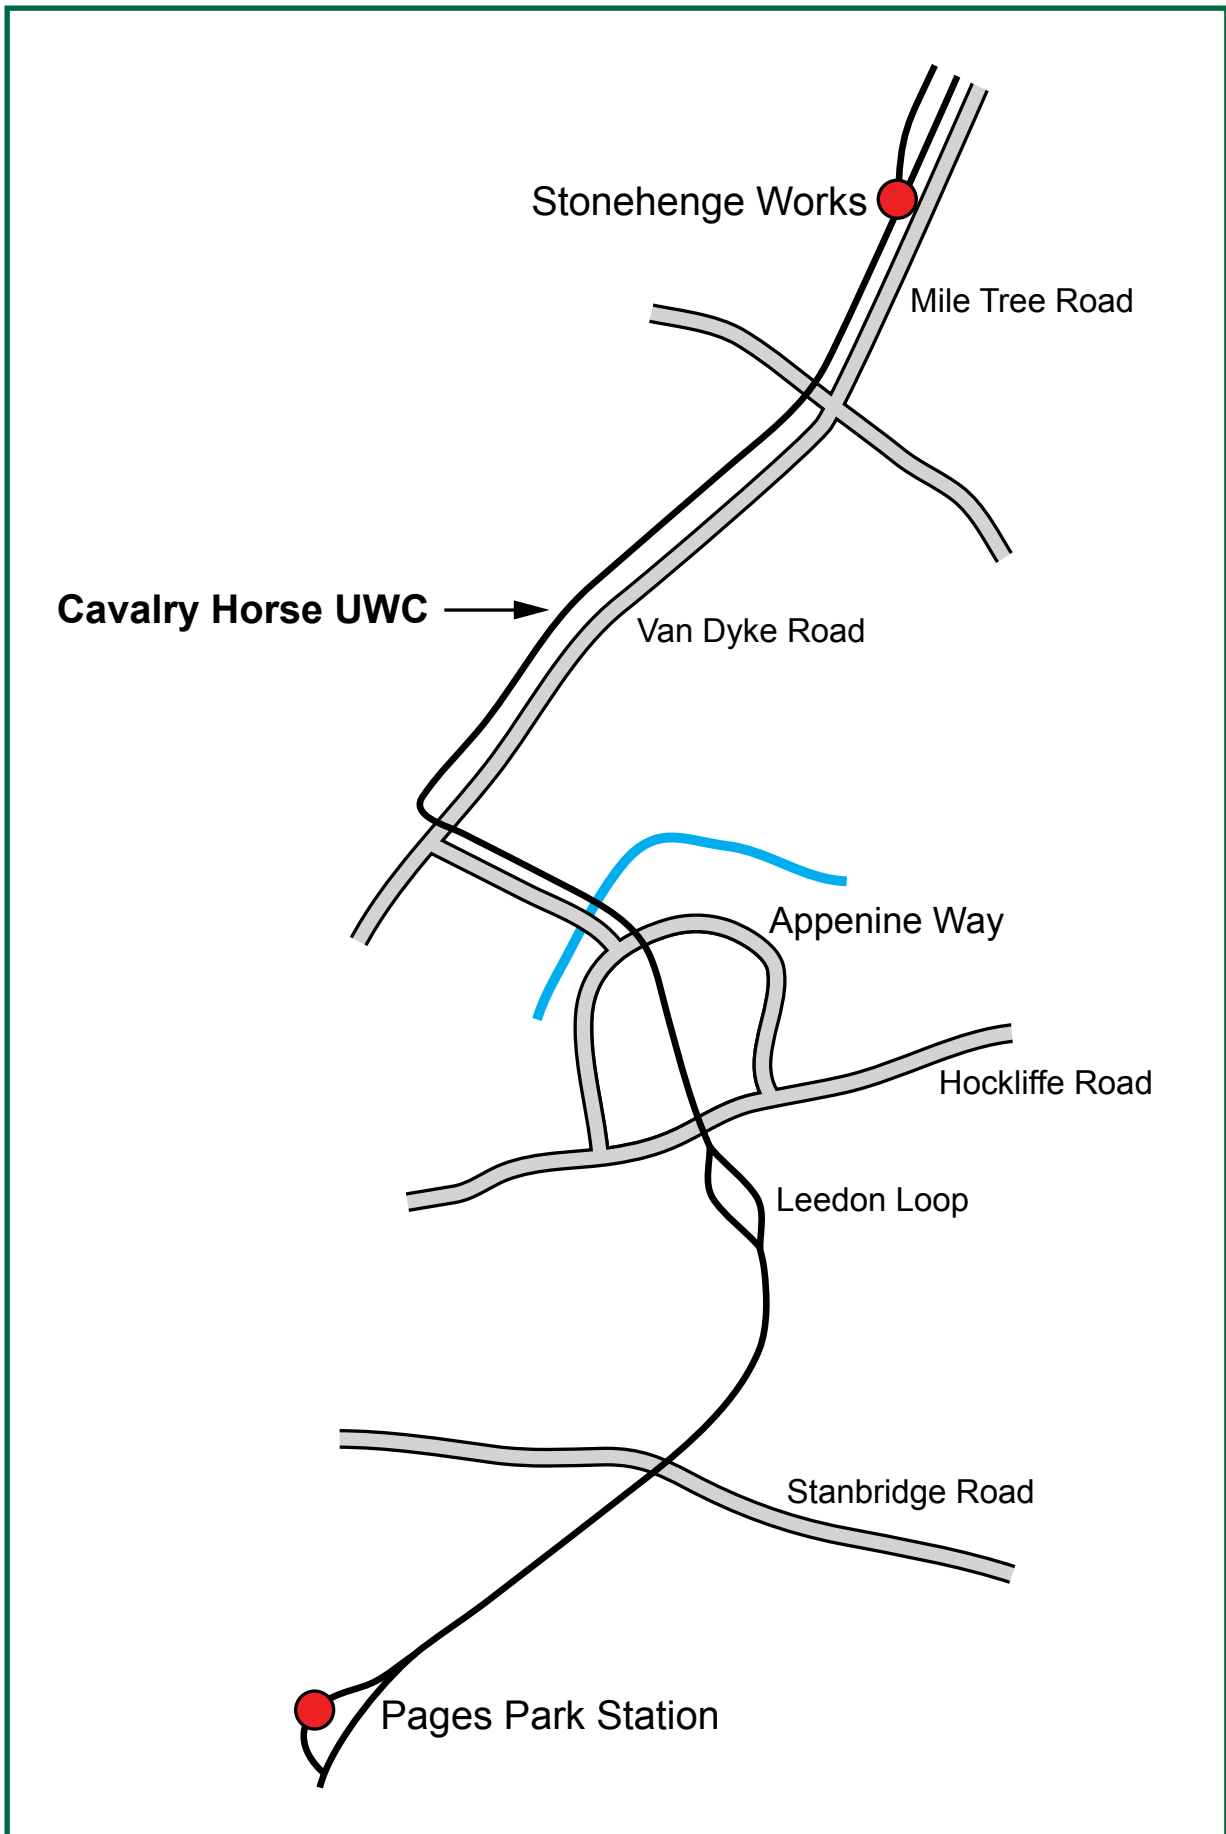 Stonehenge Works
Mile Tree Road
Cavalry Horse UWC
Van Dyke Road
Appenine Way
Hockliffe Road
Leedon Loop
Stanbridge Road
Pages Park Station